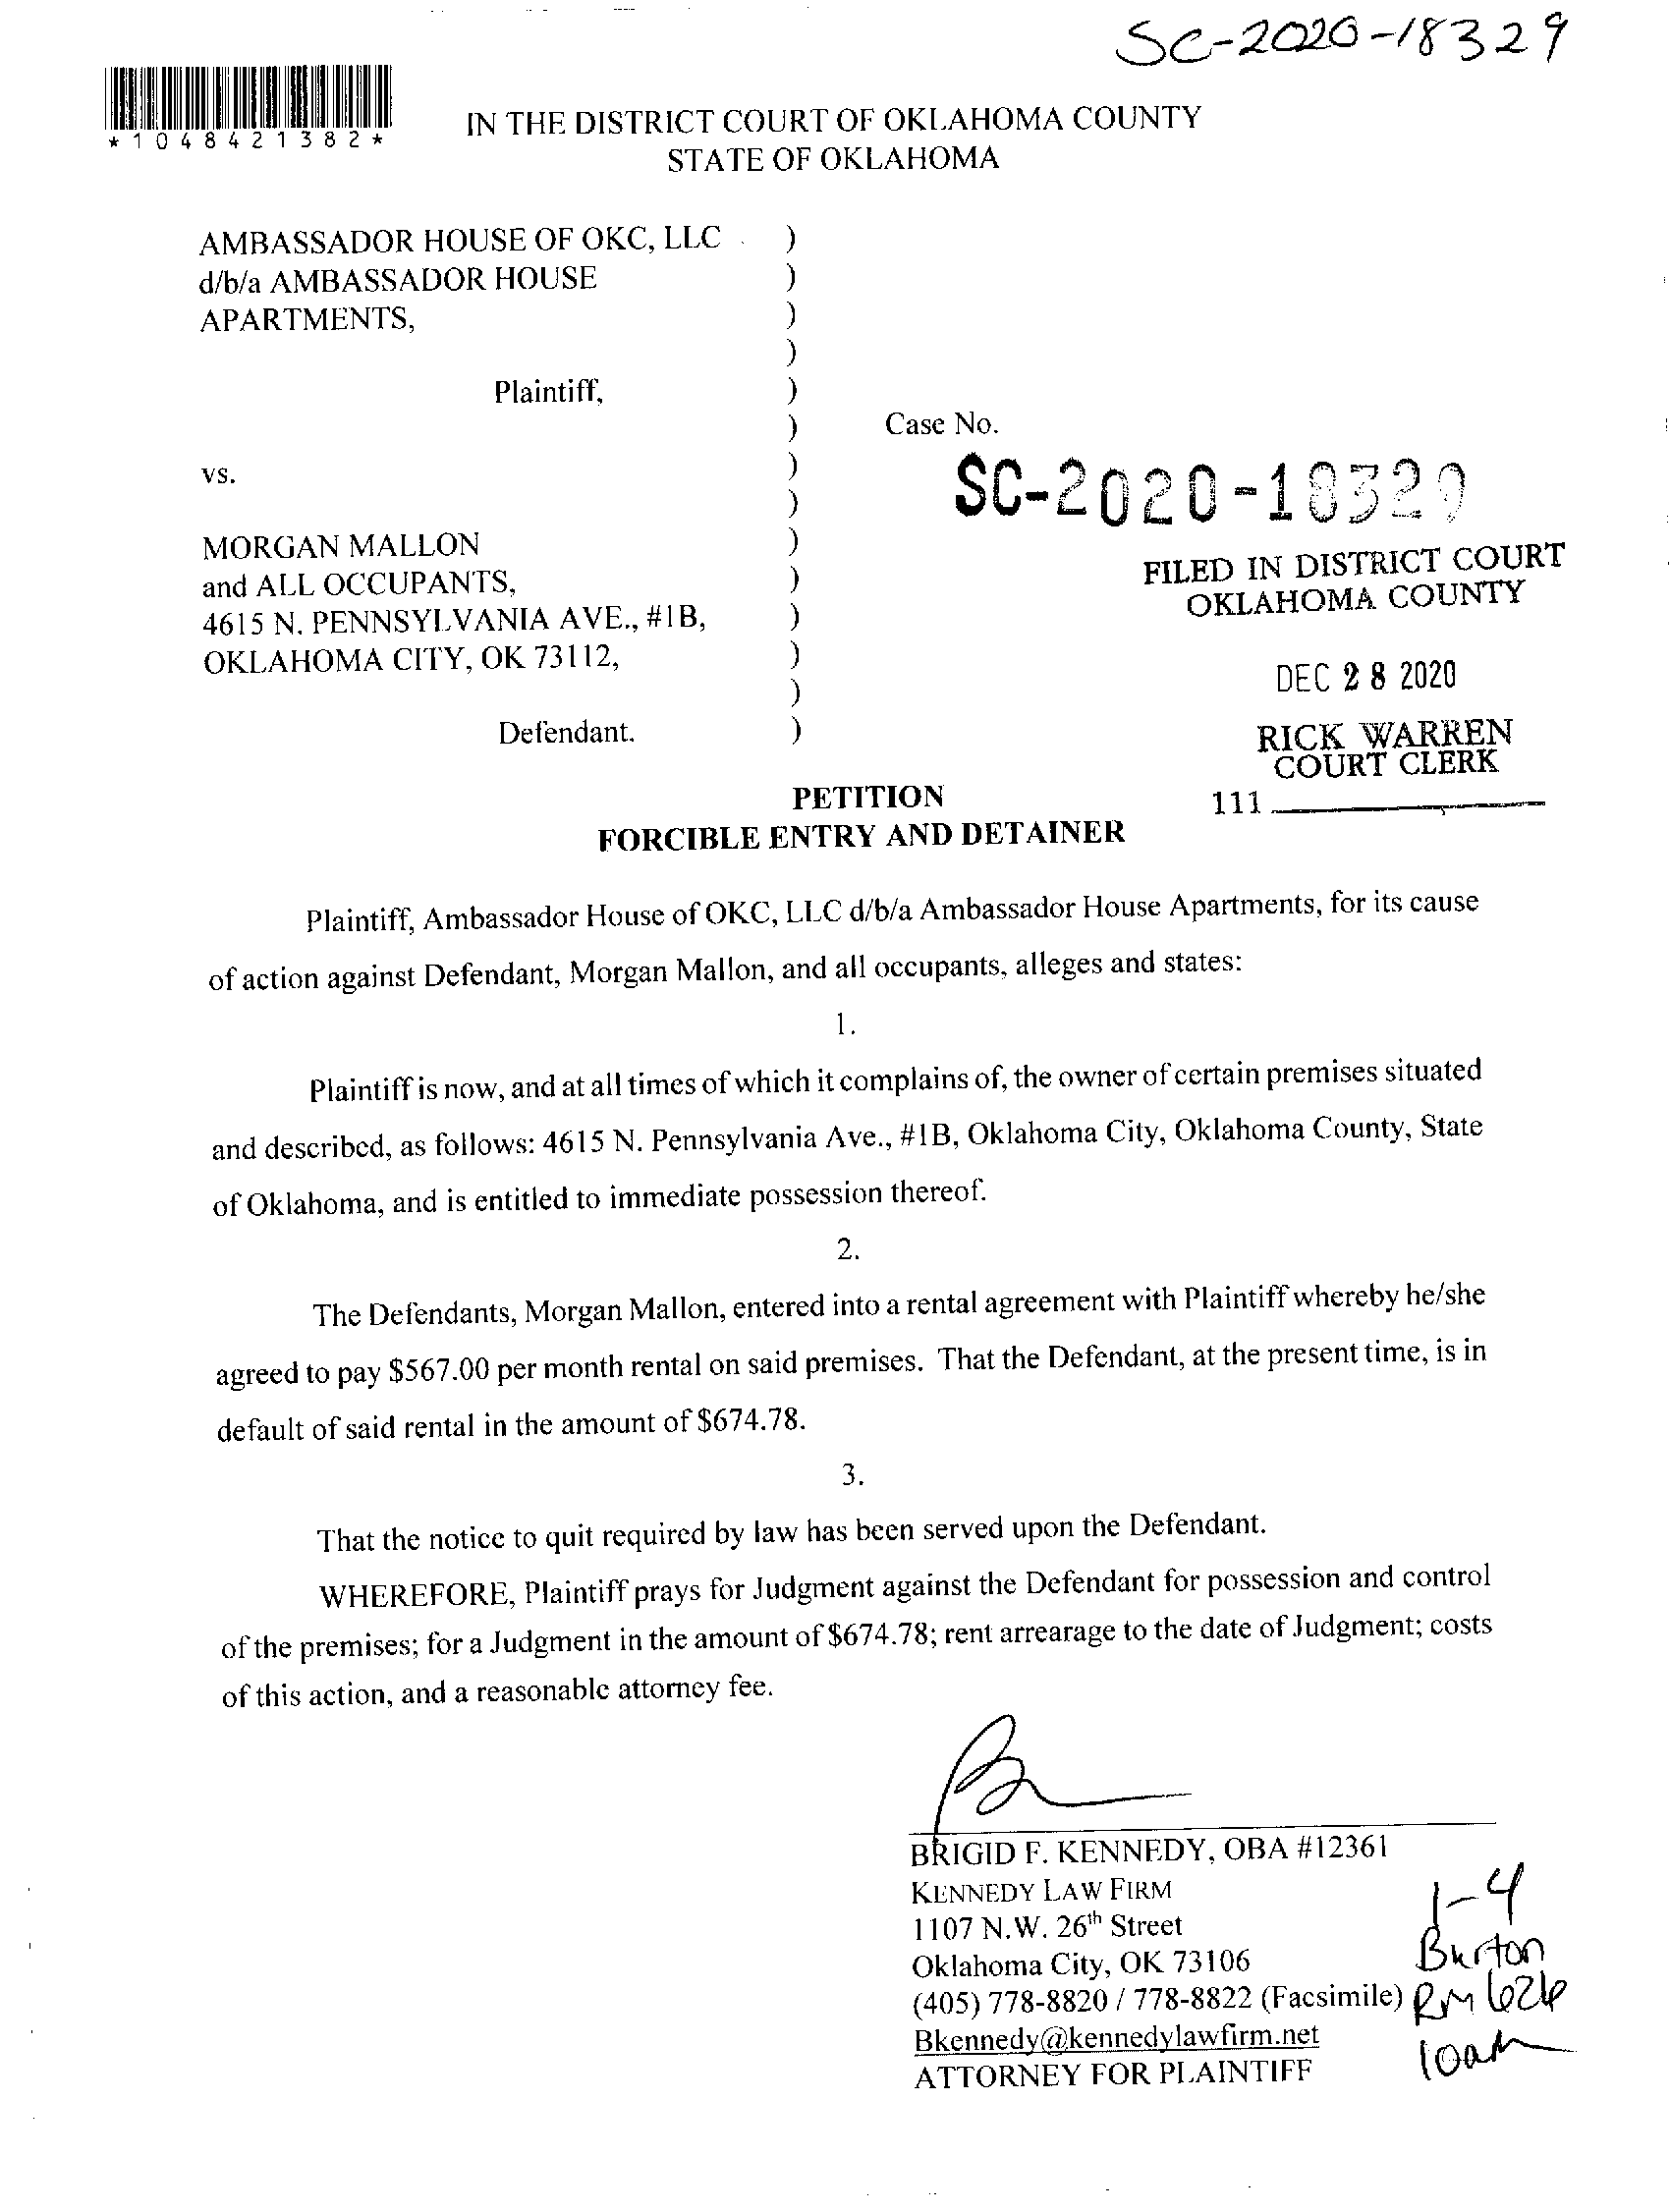 SC-2020-18329
*1048421382*
IN THE DISTRICT COURT OF OKLAHOMA COUNTY
STATE OF OKLAHOMA
AMBASSADOR HOUSE OF OKC, LLC )
d/b/a AMBASSADOR HOUSE )
APARTMENTS, )
)
Plaintiff, )
) Case No.
vs. )
) SC-2020-18329
MORGAN MALLON )
and ALL OCCUPANTS, )
4615 N. PENNSYLVANIA AVE., #1B, )
OKLAHOMA CITY, OK 73112, )
)
Defendant. )
FILED IN DISTRICT COURT
OKLAHOMA COUNTY
DEC 28 2020
RICK WARREN
COURT CLERK
111
PETITION
FORCIBLE ENTRY AND DETAINER
Plaintiff, Ambassador House of OKC, LLC d/b/a Ambassador House Apartments, for its cause
of action against Defendant, Morgan Mallon, and all occupants, alleges and states:
1.
Plaintiff is now, and at all times of which it complains of, the owner of certain premises situated
and described, as follows: 4615 N. Pennsylvania Ave., #1B, Oklahoma City, Oklahoma County, State
of Oklahoma, and is entitled to immediate possession thereof.
2.
The Defendants, Morgan Mallon, entered into a rental agreement with Plaintiff whereby he/she
agreed to pay $567.00 per month rental on said premises. That the Defendant, at the present time, is in
default of said rental in the amount of $674.78.
3.
That the notice to quit required by law has been served upon the Defendant.
WHEREFORE, Plaintiff prays for Judgment against the Defendant for possession and control
of the premises; for a Judgment in the amount of $674.78; rent arrearage to the date of Judgment; costs
of this action, and a reasonable attorney fee.
BRIGID F. KENNEDY, OBA #12361
KENNEDY LAW FIRM
1107 N.W. 26th Street
Oklahoma City, OK 73106
(405) 778-8820 / 778-8822 (Facsimile)
Bkennedy@kennedylawfirm.net
ATTORNEY FOR PLAINTIFF
1-4
Burton
RM 626
10am